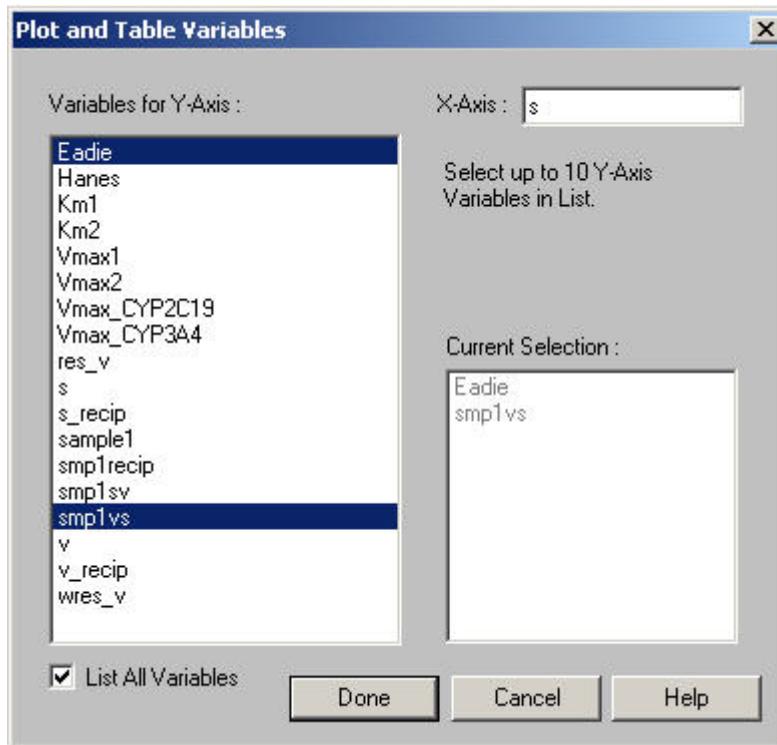 Plot and Table Variables
Variables for Y-Axis :
X-Axis : s
Select up to 10 Y-Axis
Variables in List.
Eadie
Hanes
Km1
Km2
Vmax1
Vmax2
Vmax_CYP2C19
Vmax_CYP3A4
res_v
s
s_recip
sample1
smp1recip
smp1sv
smp1vs
v
v_recip
wres_v
Current Selection :
Eadie
smp1vs
List All Variables
Done
Cancel
Help